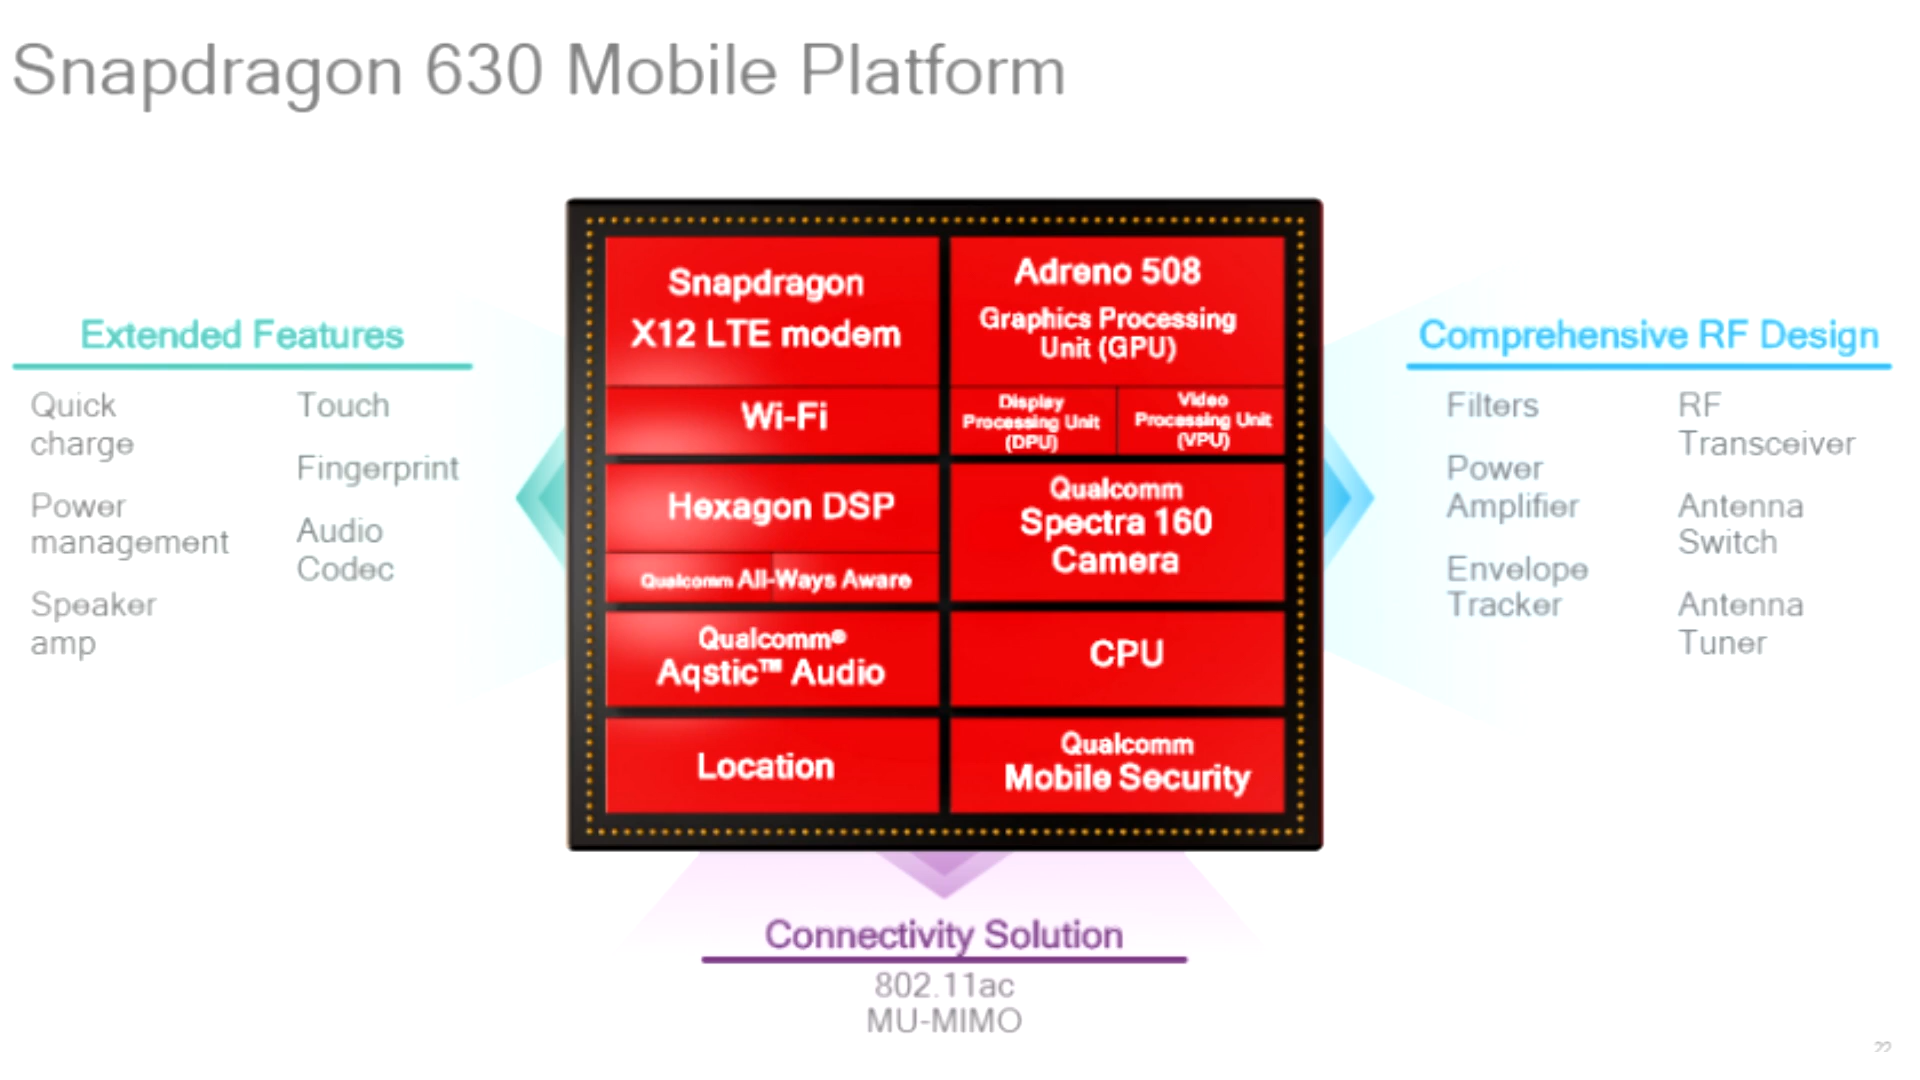 Snapdragon 630 Mobile Platform
Extended Features
Quick
charge
Power
management
Speaker
amp
Touch
Fingerprint
Audio
Codec
Snapdragon
X12 LTE modem
Wi-Fi
Hexagon DSP
Qualcomm All-Ways Aware
Qualcomm®
Aqstic™ Audio
Location
Adreno 508
Graphics Processing
Unit (GPU)
Display
Processing Unit
(DPU)
Video
Processing Unit
(VPU)
Qualcomm
Spectra 160
Camera
CPU
Qualcomm
Mobile Security
Comprehensive RF Design
Filters
Power
Amplifier
Envelope
Tracker
RF
Transceiver
Antenna
Switch
Antenna
Tuner
Connectivity Solution
802.11ac
MU-MIMO
22